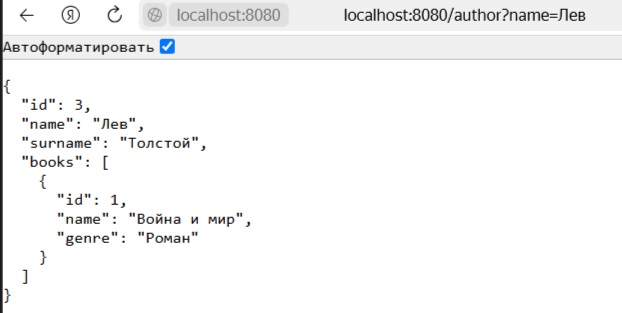 Я localhost:8080 localhost:8080/author?name=Лев
Автоформатировать
{
  "id": 3,
  "name": "Лев",
  "surname": "Толстой",
  "books": [
    {
      "id": 1,
      "name": "Война и мир",
      "genre": "Роман"
    }
  ]
}